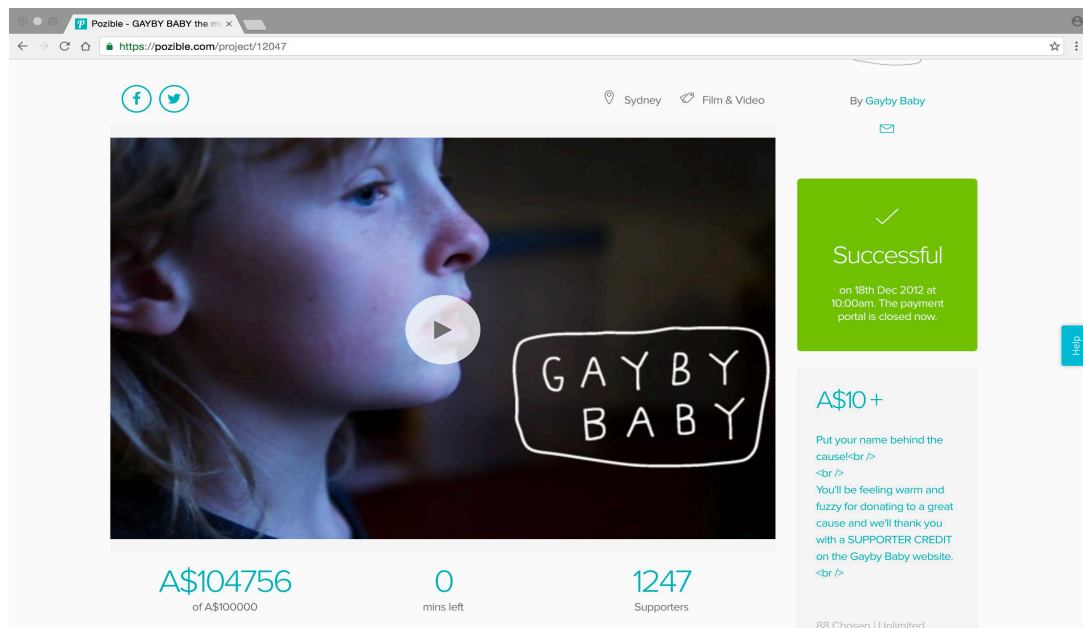 Pozible - GAYBY BABY the m
https://pozible.com/project/12047
Sydney
Film & Video
By Gayby Baby
GAYBY
BABY
Successful
on 18th Dec 2012 at
10:00am. The payment
portal is closed now.
Help
A$10 +
Put your name behind the
cause!<br />
<br />
You'll be feeling warm and
fuzzy for donating to a great
cause and we'll thank you
with a SUPPORTER CREDIT
on the Gayby Baby website.
<br />
88 Chosen | Unlimited
A$104756
of A$100000
0
mins left
1247
Supporters